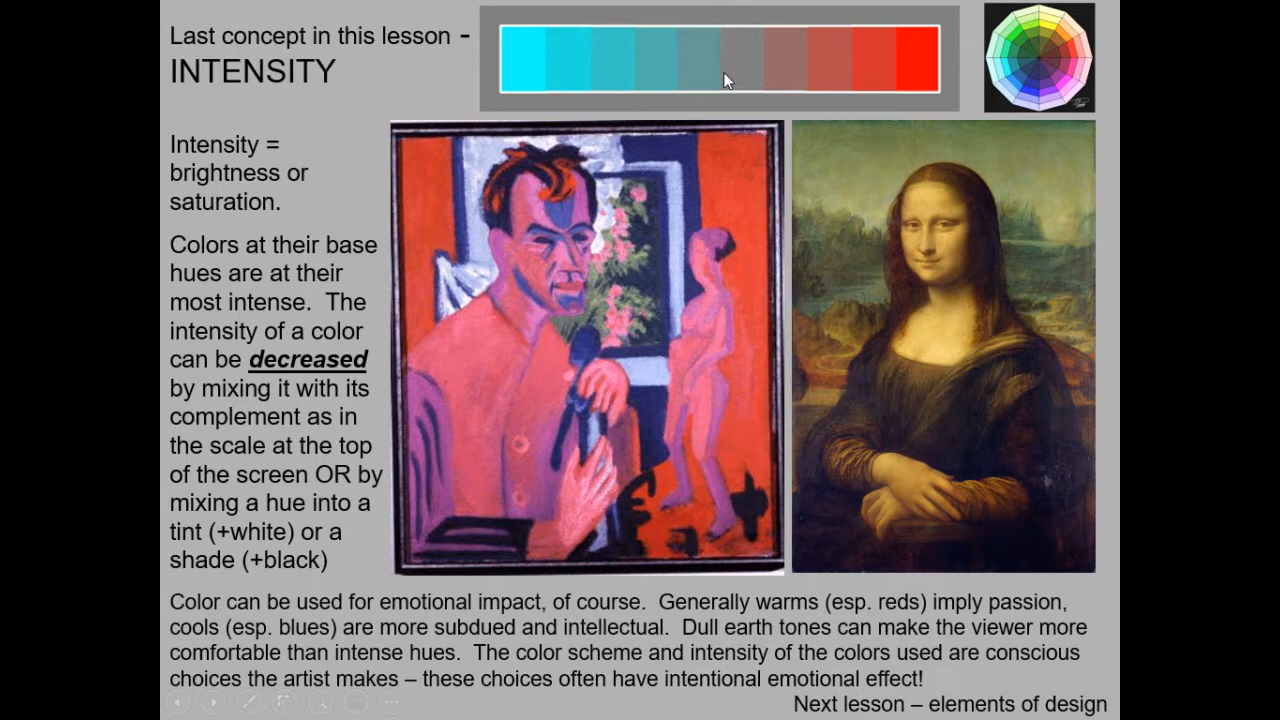 Last concept in this lesson -
INTENSITY
Intensity =
brightness or
saturation.
Colors at their base
hues are at their
most intense.  The
intensity of a color
can be decreased
by mixing it with its
complement as in
the scale at the top
of the screen OR by
mixing a hue into a
tint (+white) or a
shade (+black)
Color can be used for emotional impact, of course.  Generally warms (esp. reds) imply passion,
cools (esp. blues) are more subdued and intellectual.  Dull earth tones can make the viewer more
comfortable than intense hues.  The color scheme and intensity of the colors used are conscious
choices the artist makes – these choices often have intentional emotional effect!
Next lesson – elements of design